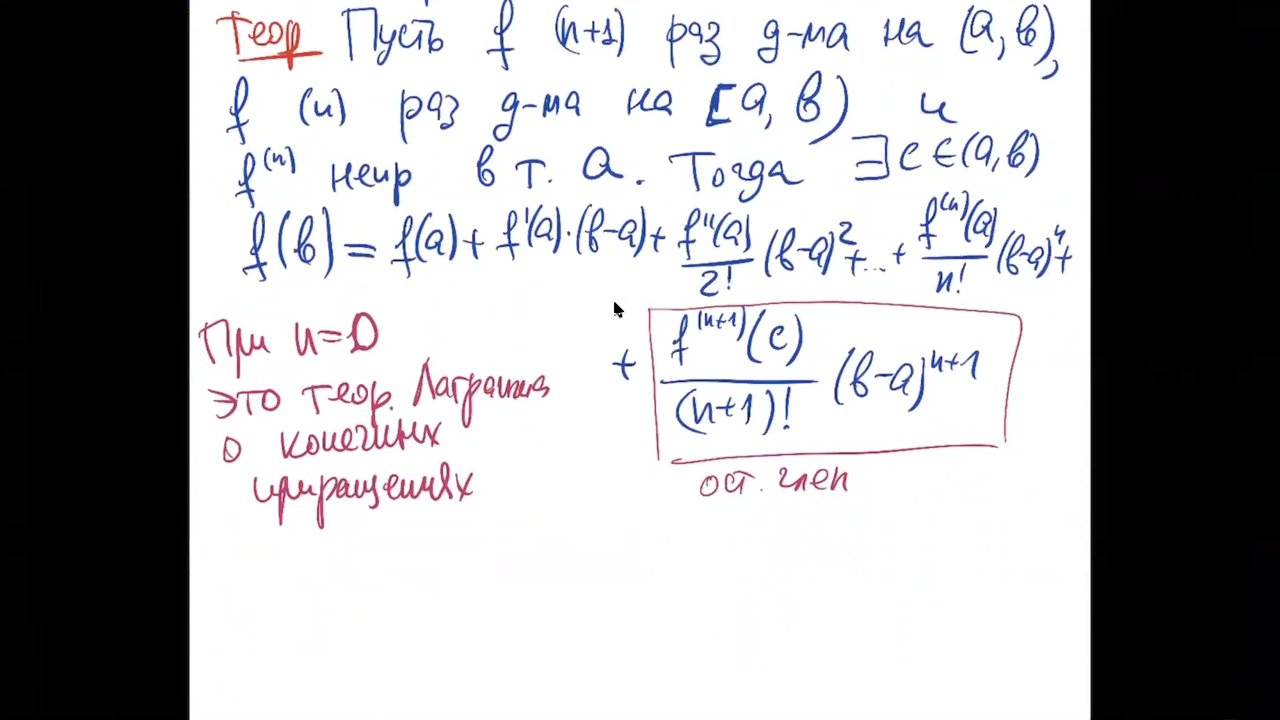 Теор Пусть f (n+1) раз д-ма на (a, b),
f (n) раз д-ма на [a, b) и
f⁽ⁿ⁾ непр в т. a. Тогда ∃ c ∈ (a, b)
f(b) = f(a) + f'(a)·(b-a) + f''(a)/2! (b-a)² + ... + f⁽ⁿ⁾(a)/n! (b-a)ⁿ +
+ f⁽ⁿ⁺¹⁾(c)/(n+1)! (b-a)ⁿ⁺¹
ост. член
При n=0
это теор. Лагранжа
о конечных
приращениях